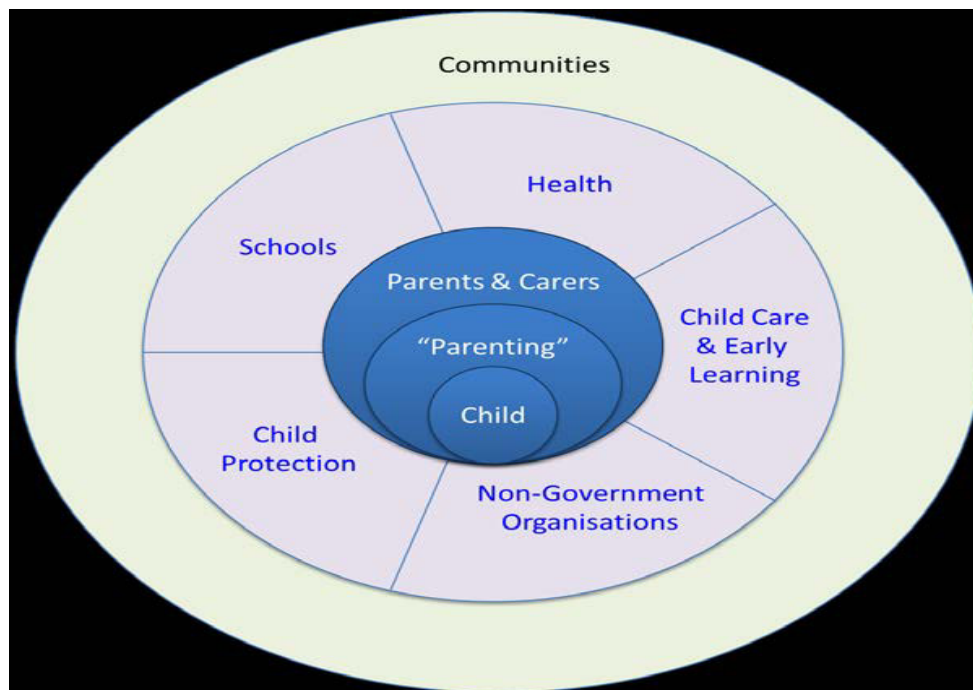 Communities
Health
Schools
Parents & Carers
Child Care
& Early
Learning
“Parenting”
Child
Child
Protection
Non-Government
Organisations